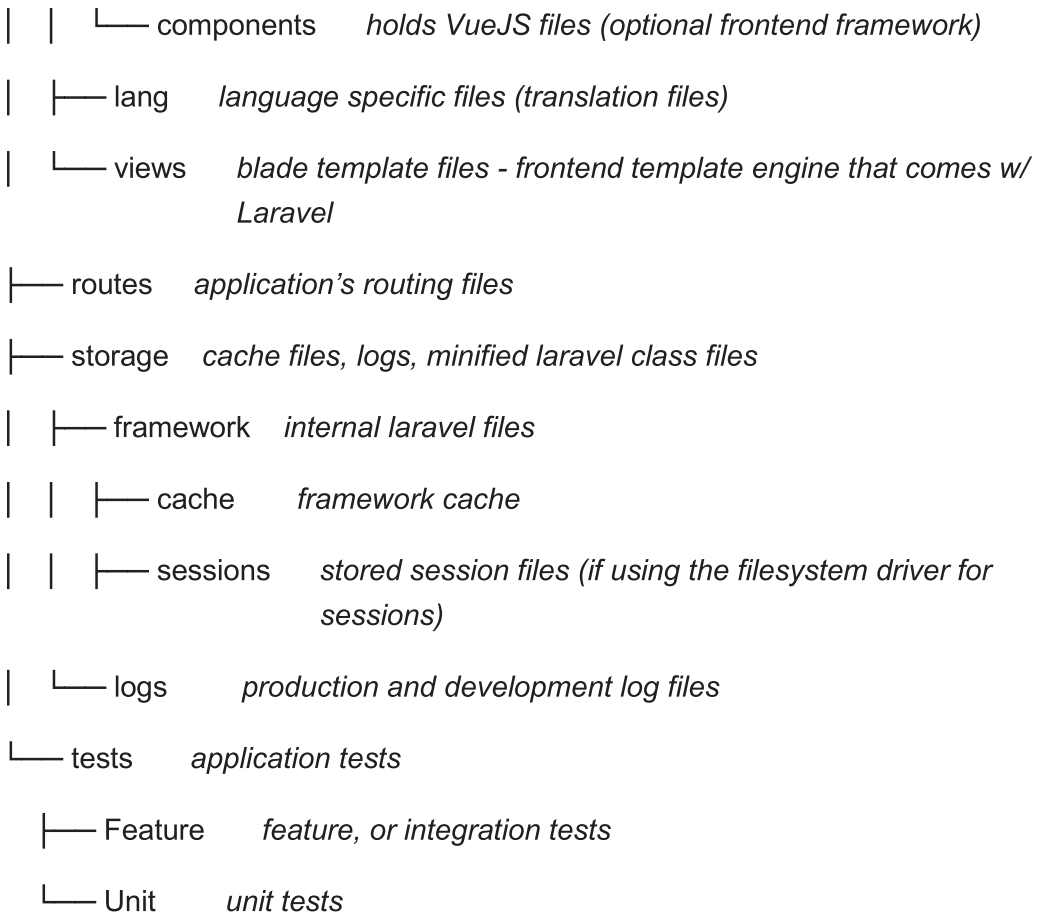 │ │ └── components holds VueJS files (optional frontend framework)
│ ├── lang language specific files (translation files)
│ └── views blade template files - frontend template engine that comes w/
Laravel
├── routes application’s routing files
├── storage cache files, logs, minified laravel class files
│ ├── framework internal laravel files
│ │ ├── cache framework cache
│ │ ├── sessions stored session files (if using the filesystem driver for
sessions)
│ └── logs production and development log files
└── tests application tests
├── Feature feature, or integration tests
└── Unit unit tests